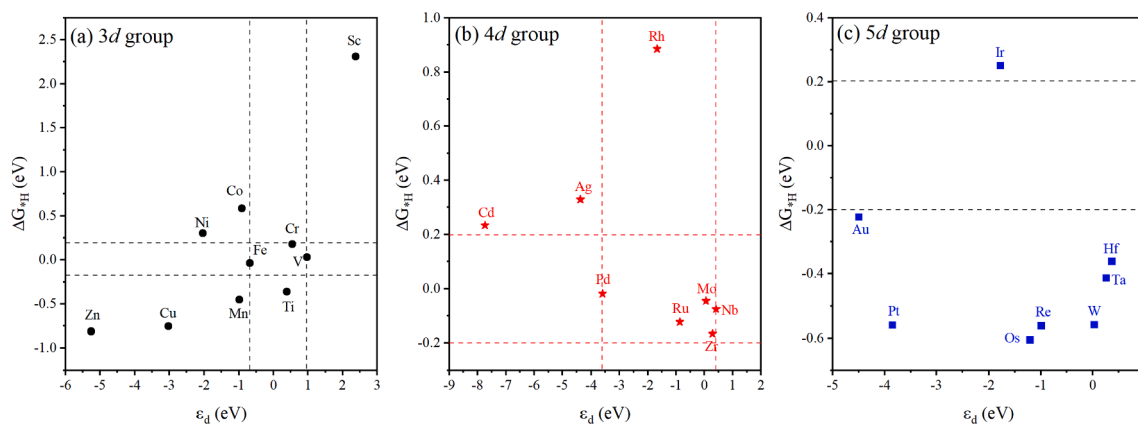 (a) 3d group
Sc
Co
Ni
Cr
Fe
V
Ti
Mn
Cu
Zn
2.5
2.0
1.5
1.0
0.5
0.0
-0.5
-1.0
ΔG*H (eV)
-6 -5 -4 -3 -2 -1 0 1 2 3
εd (eV)
(b) 4d group
Rh
Ag
Cd
Pd
Mo
Ru
Nb
Zr
1.0
0.8
0.6
0.4
0.2
0.0
-0.2
-0.4
ΔG*H (eV)
-9 -8 -7 -6 -5 -4 -3 -2 -1 0 1 2
εd (eV)
(c) 5d group
Ir
Au
Hf
Ta
Pt
Re
W
Os
0.4
0.2
0.0
-0.2
-0.4
-0.6
ΔG*H (eV)
-5 -4 -3 -2 -1 0
εd (eV)